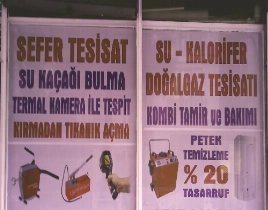 SEFER TESİSAT
SU KAÇAĞI BULMA
TERMAL KAMERA İLE TESPİT
KIRMADAN TIKANIK AÇMA
SU - KALORİFER
DOĞALGAZ TESİSATI
KOMBİ TAMİR ve BAKIMI
PETEK
TEMİZLEME
% 20
TASARRUF